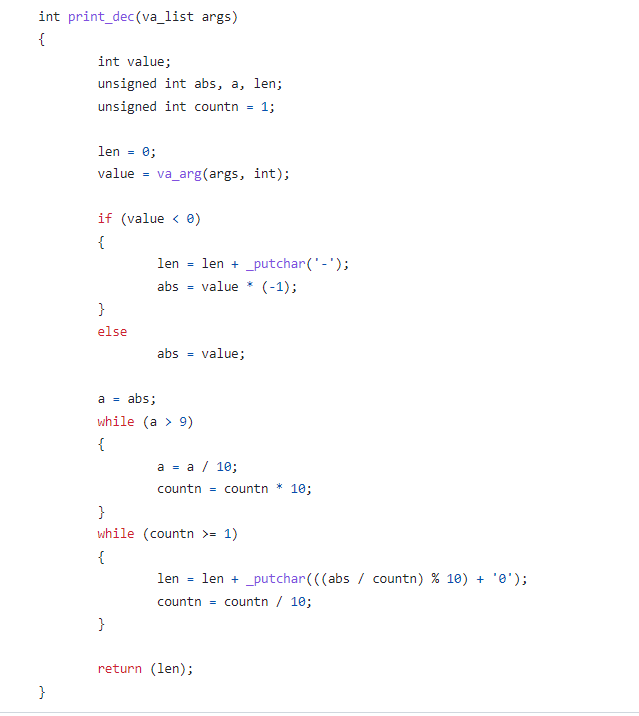 int print_dec(va_list args)
{
int value;
unsigned int abs, a, len;
unsigned int countn = 1;
len = 0;
value = va_arg(args, int);
if (value < 0)
{
len = len + _putchar('-');
abs = value * (-1);
}
else
abs = value;
a = abs;
while (a > 9)
{
a = a / 10;
countn = countn * 10;
}
while (countn >= 1)
{
len = len + _putchar(((abs / countn) % 10) + '0');
countn = countn / 10;
}
return (len);
}